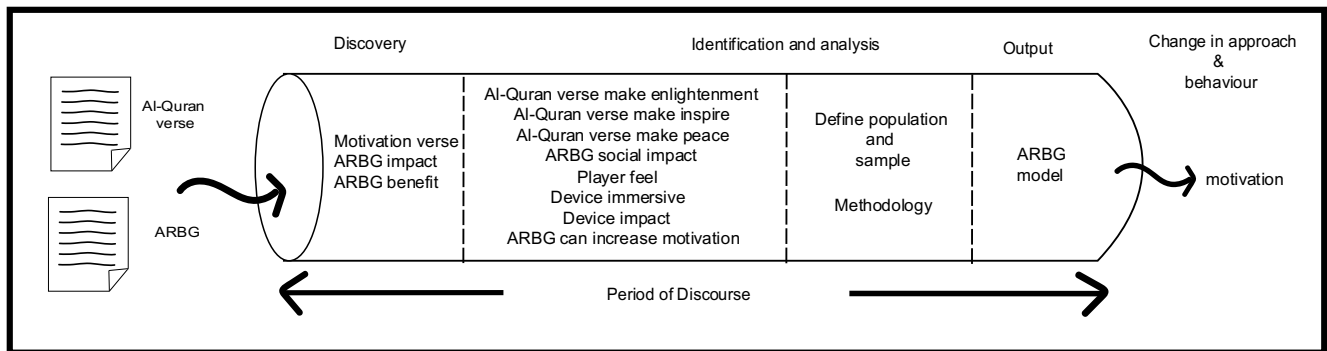 Discovery
Identification and analysis
Output
Change in approach
&
behaviour
Al-Quran
verse
ARBG
Motivation verse
ARBG impact
ARBG benefit
Al-Quran verse make enlightenment
Al-Quran verse make inspire
Al-Quran verse make peace
ARBG social impact
Player feel
Device immersive
Device impact
ARBG can increase motivation
Define population
and
sample
Methodology
ARBG
model
motivation
Period of Discourse